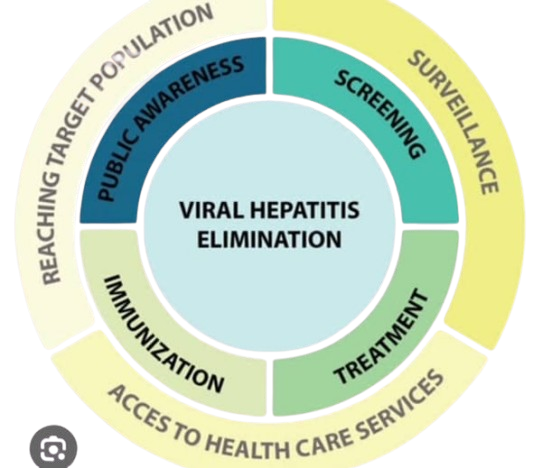 REACHING TARGET POPULATION
SURVEILLANCE
PUBLIC AWARENESS
SCREENING
VIRAL HEPATITIS
ELIMINATION
IMMUNIZATION
TREATMENT
ACCES TO HEALTH CARE SERVICES